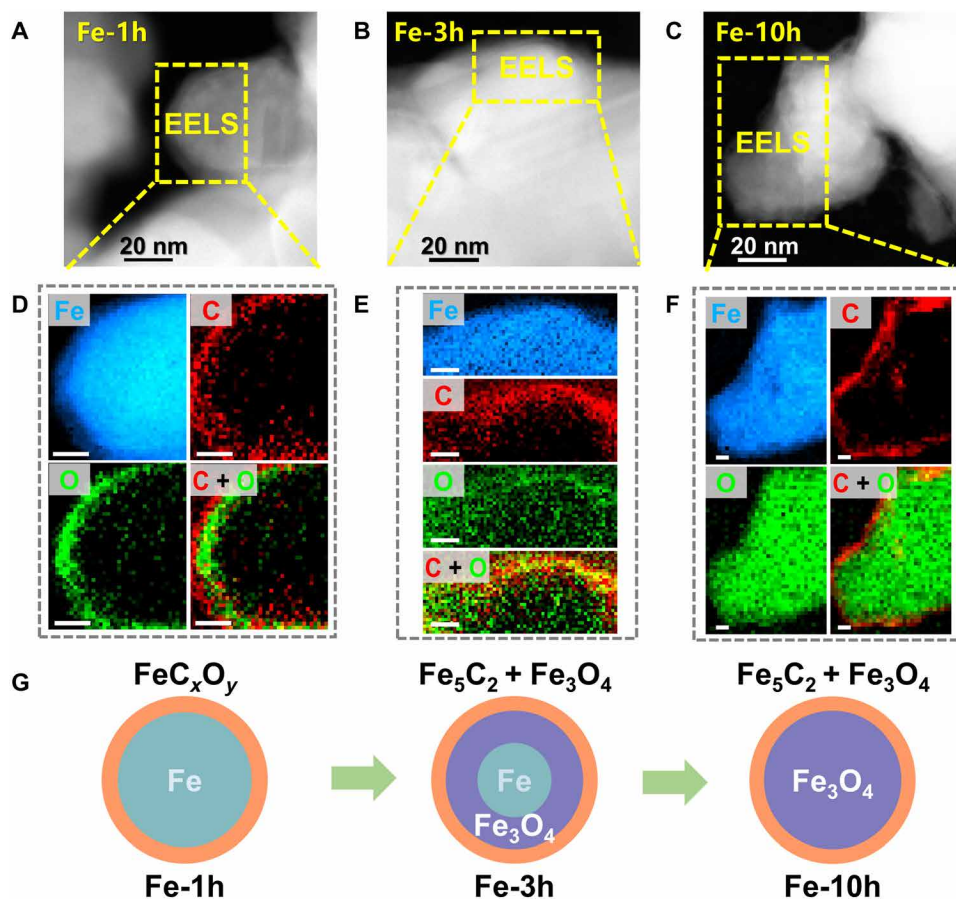 A
Fe-1h
EELS
20 nm
B
Fe-3h
EELS
20 nm
C
Fe-10h
EELS
20 nm
D
Fe
C
O
C + O
E
Fe
C
O
C + O
F
Fe
C
O
C + O
G
FeCₓOᵧ
Fe₅C₂ + Fe₃O₄
Fe₅C₂ + Fe₃O₄
Fe
Fe
Fe₃O₄
Fe₃O₄
Fe-1h
Fe-3h
Fe-10h